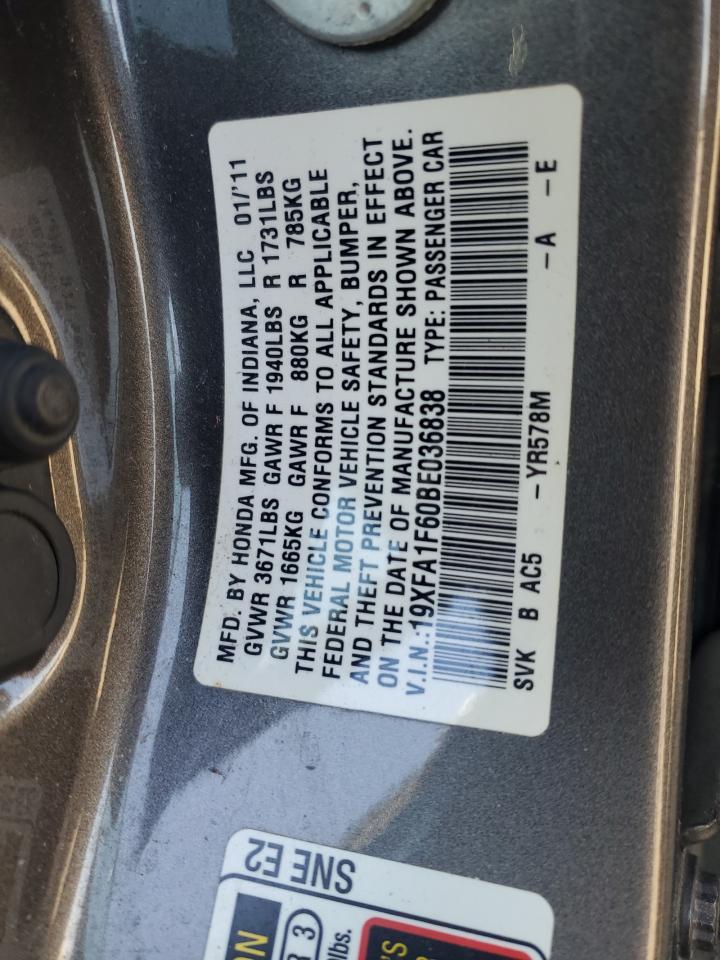 MFD. BY HONDA MFG. OF INDIANA, LLC 01/'11
GVWR 3671LBS GAWR F 1940LBS R 1731LBS
GVWR 1665KG GAWR F 880KG R 785KG
THIS VEHICLE CONFORMS TO ALL APPLICABLE
FEDERAL MOTOR VEHICLE SAFETY, BUMPER,
AND THEFT PREVENTION STANDARDS IN EFFECT
ON THE DATE OF MANUFACTURE SHOWN ABOVE.
V.I.N.:19XFA1F60BE036838 TYPE: PASSENGER CAR
SVK B AC5 -YR578M -A -E
SNE E2
3
lbs.